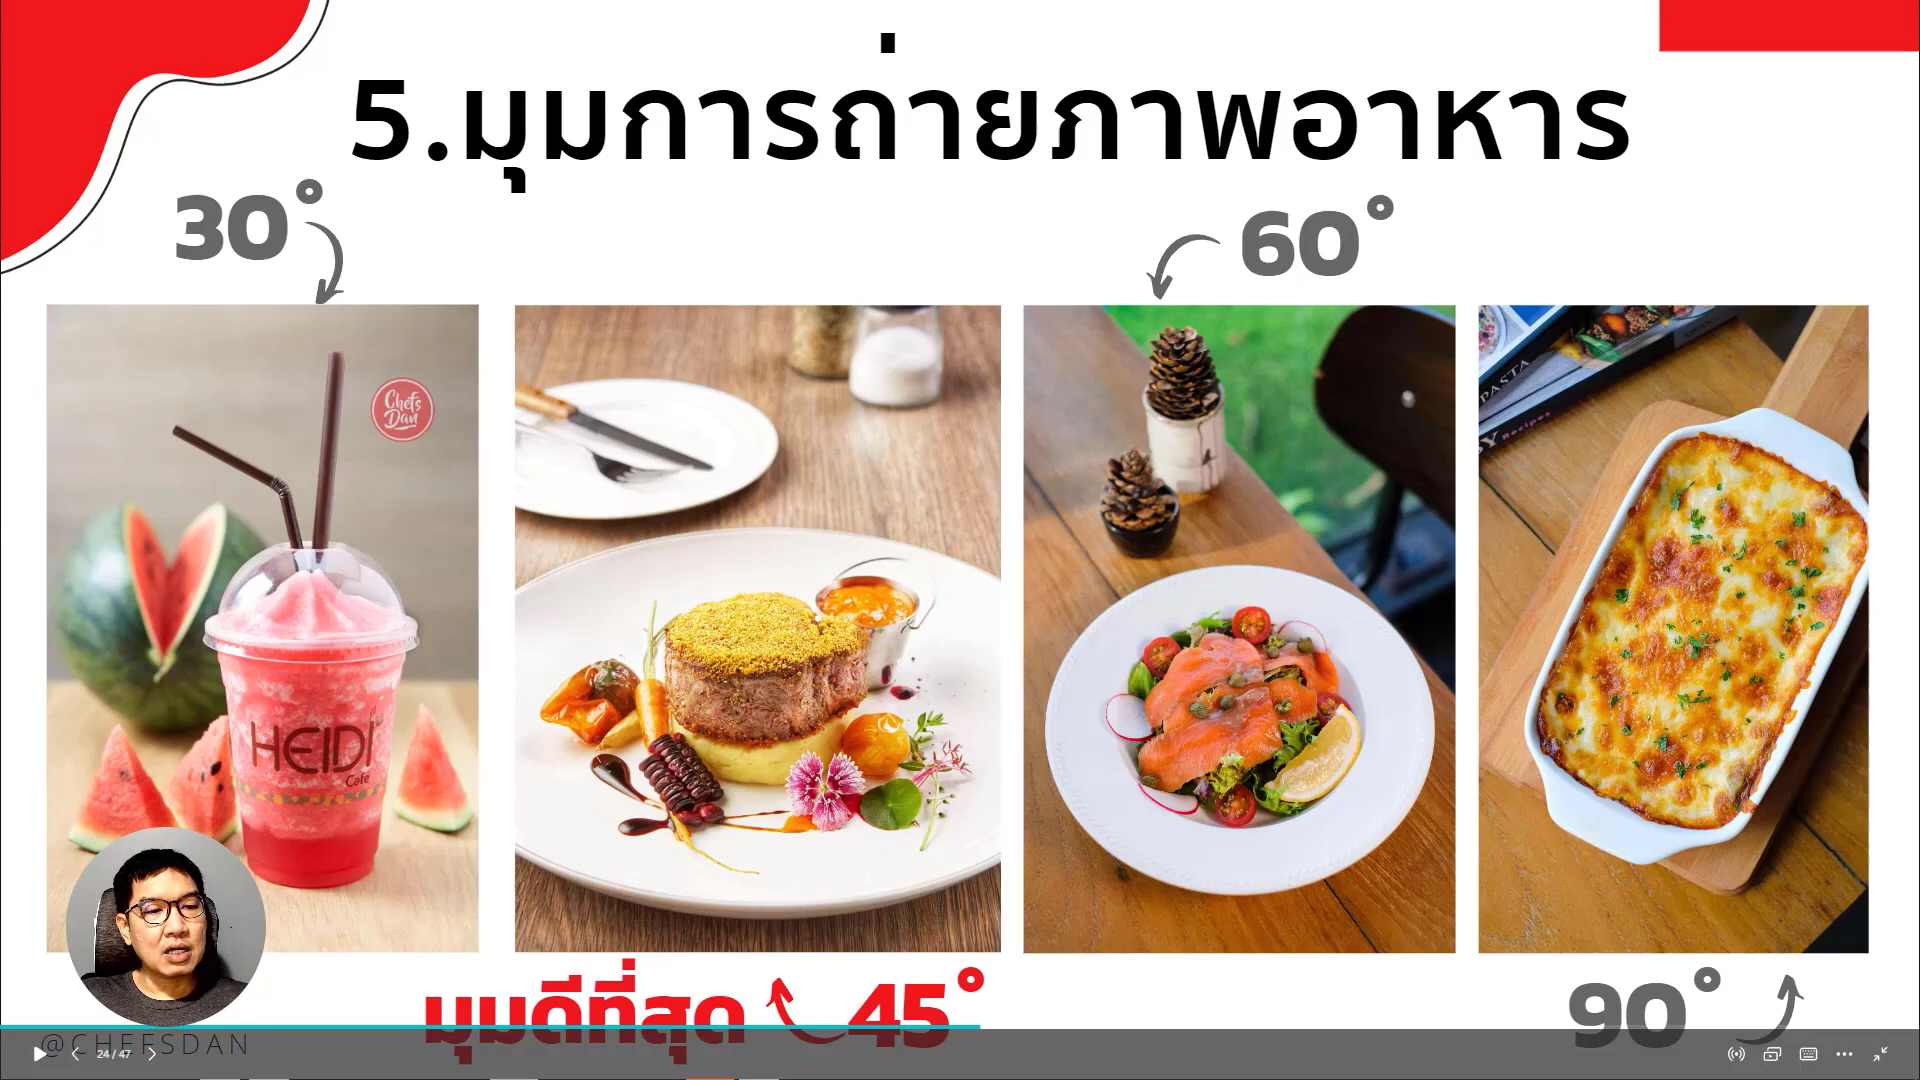 5.มุมการถ่ายภาพอาหาร
30°
60°
Chefs
Dan
HEIDI
Cafe
PASTA
Recipes
มุมดีที่สุด
45°
90°
@CHEFSDAN
24 / 47